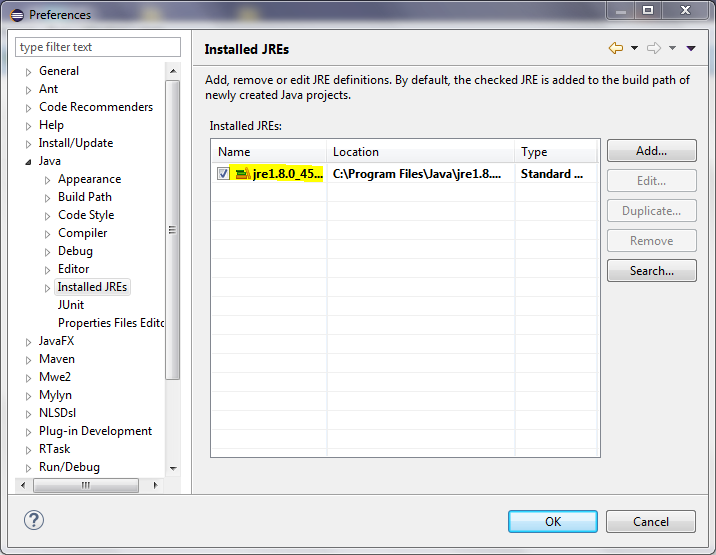 Preferences
type filter text
General
Ant
Code Recommenders
Help
Install/Update
Java
Appearance
Build Path
Code Style
Compiler
Debug
Editor
Installed JREs
JUnit
Properties Files Edito
JavaFX
Maven
Mwe2
Mylyn
NLSDsl
Plug-in Development
RTask
Run/Debug
Installed JREs
Add, remove or edit JRE definitions. By default, the checked JRE is added to the build path of
newly created Java projects.
Installed JREs:
Name Location Type
jre1.8.0_45... C:\Program Files\Java\jre1.8.... Standard ...
Add...
Edit...
Duplicate...
Remove
Search...
?
OK Cancel